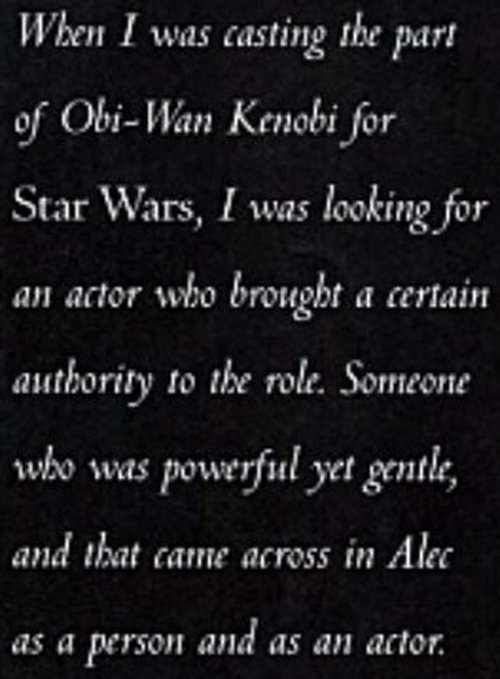 When I was casting the part
of Obi-Wan Kenobi for
Star Wars, I was looking for
an actor who brought a certain
authority to the role. Someone
who was powerful yet gentle,
and that came across in Alec
as a person and as an actor.